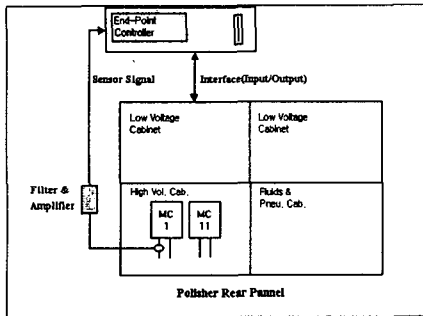 End-Point
Controller
Sensor Signal
Interface(Input/Output)
Low Voltage
Cabinet
Low Voltage
Cabinet
Filter &
Amplifier
High Vol. Cab.
MC
1
MC
11
Fluids &
Pneu. Cab.
Polisher Rear Pannel